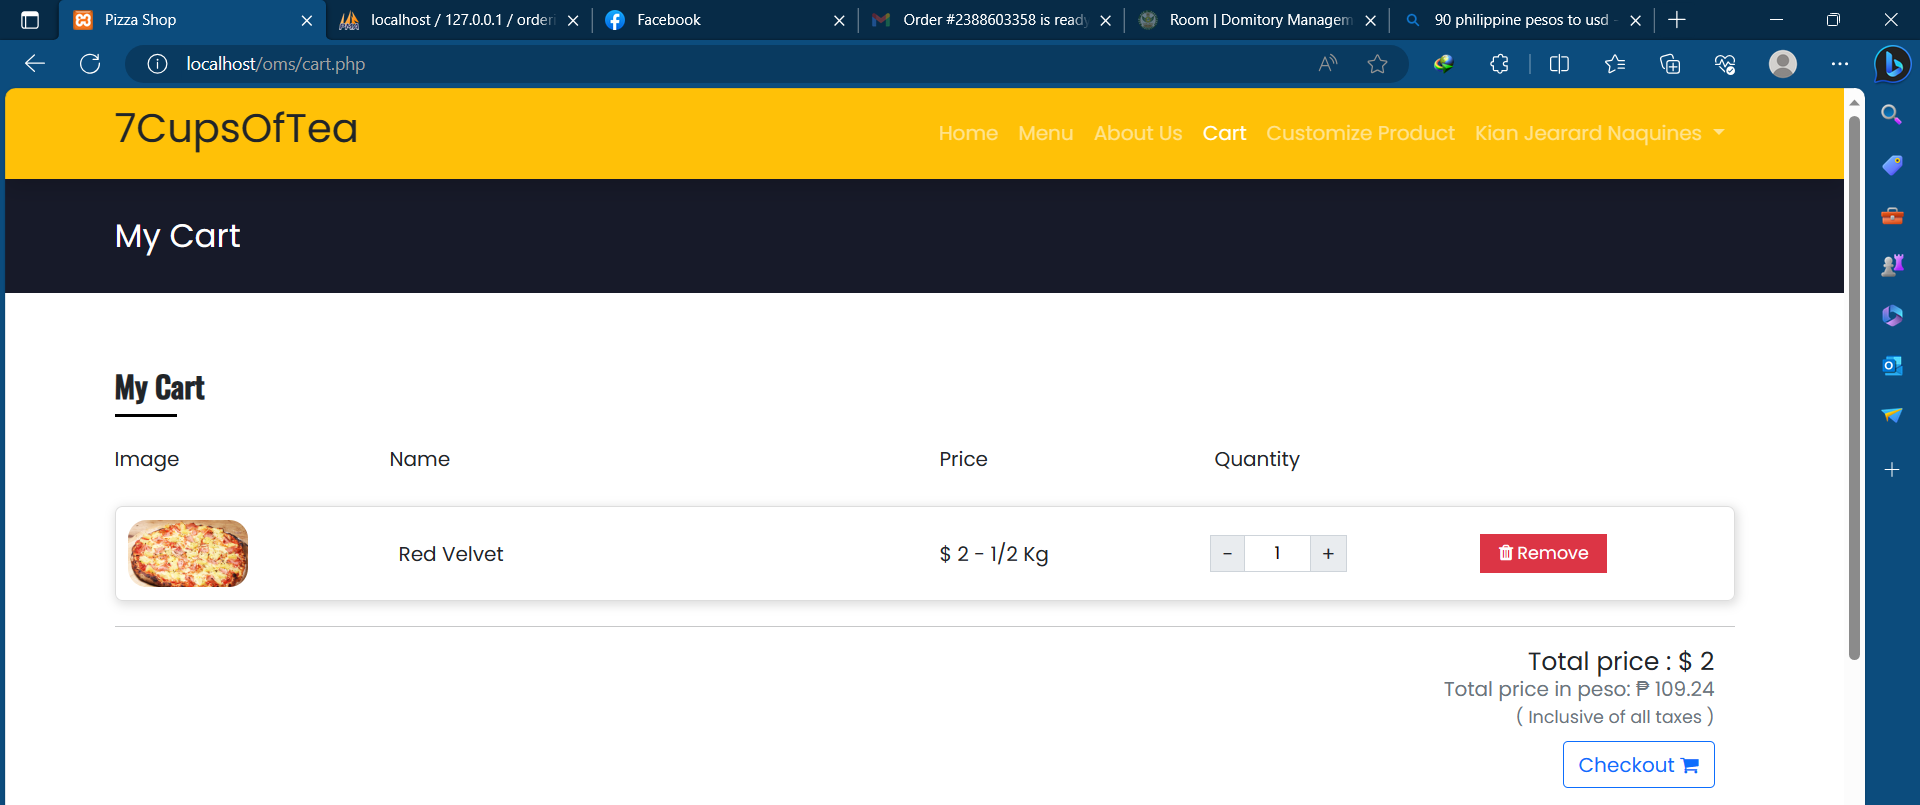 Pizza Shop
localhost / 127.0.0.1 / orderi
Facebook
Order #2388603358 is ready
Room | Domitory Managem
90 philippine pesos to usd -
localhost/oms/cart.php
7CupsOfTea
Home Menu About Us Cart Customize Product Kian Jearard Naquines
My Cart
My Cart
Image Name Price Quantity
Red Velvet $ 2 - 1/2 Kg - 1 + Remove
Total price : $ 2
Total price in peso: ₱ 109.24
( Inclusive of all taxes )
Checkout